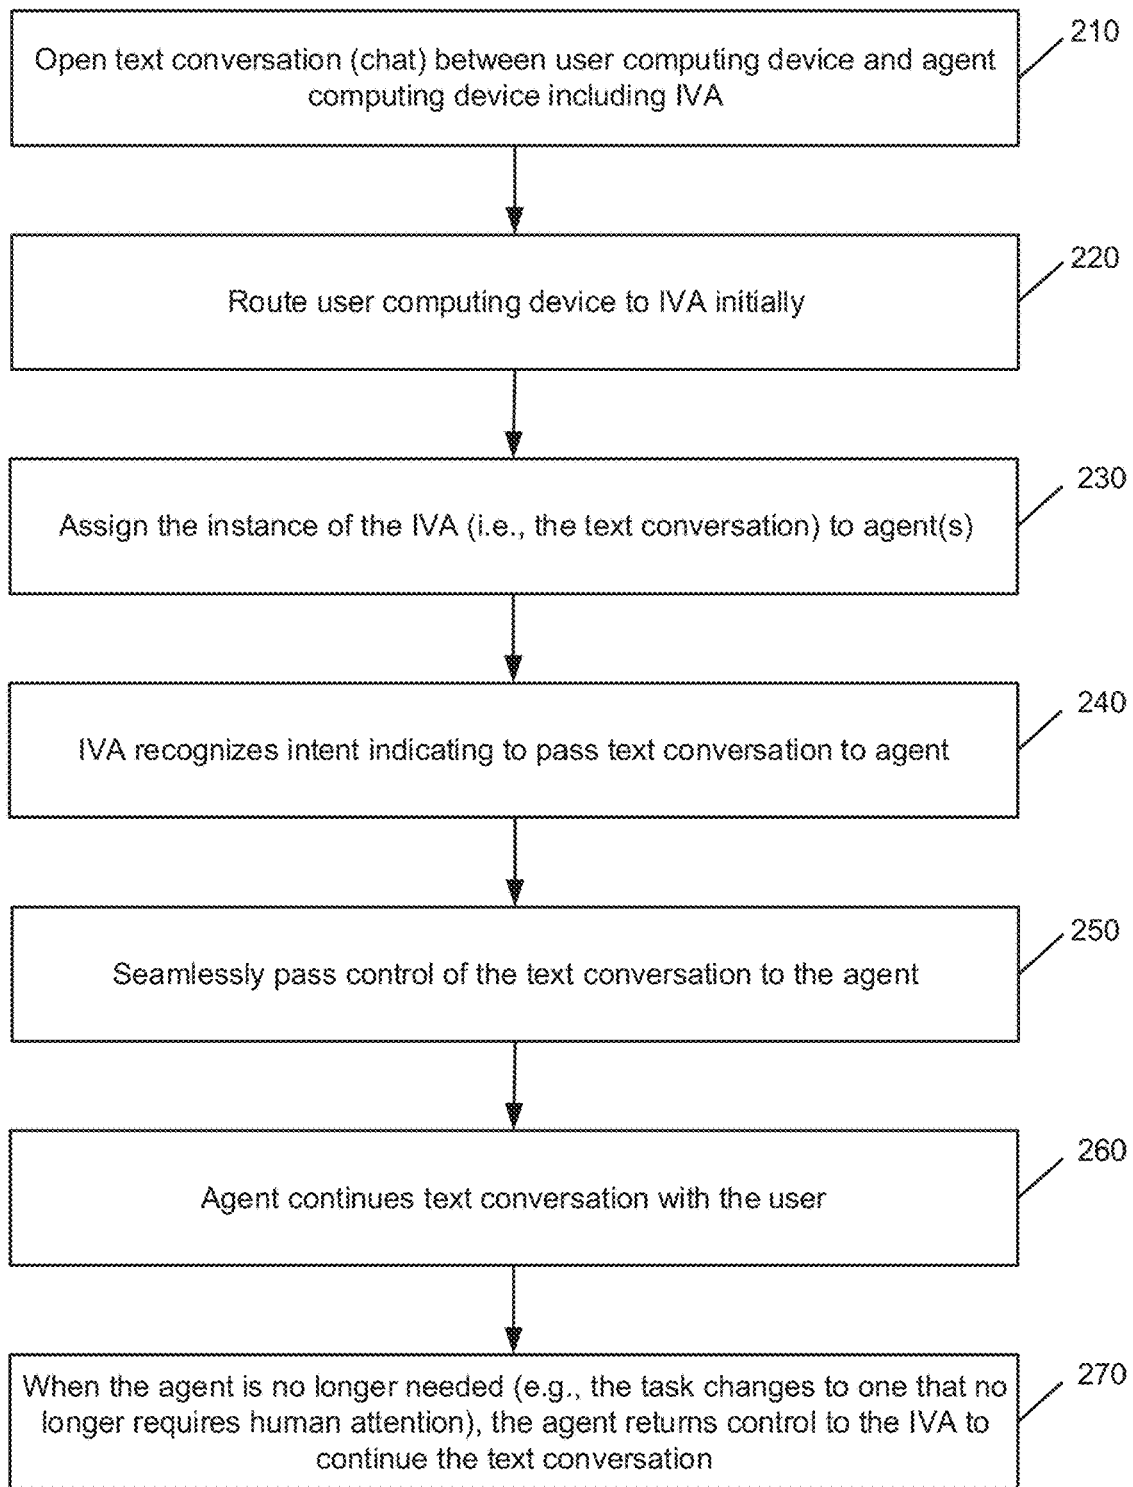 Open text conversation (chat) between user computing device and agent
computing device including IVA
210
Route user computing device to IVA initially
220
Assign the instance of the IVA (i.e., the text conversation) to agent(s)
230
IVA recognizes intent indicating to pass text conversation to agent
240
Seamlessly pass control of the text conversation to the agent
250
Agent continues text conversation with the user
260
When the agent is no longer needed (e.g., the task changes to one that no
longer requires human attention), the agent returns control to the IVA to
continue the text conversation
270